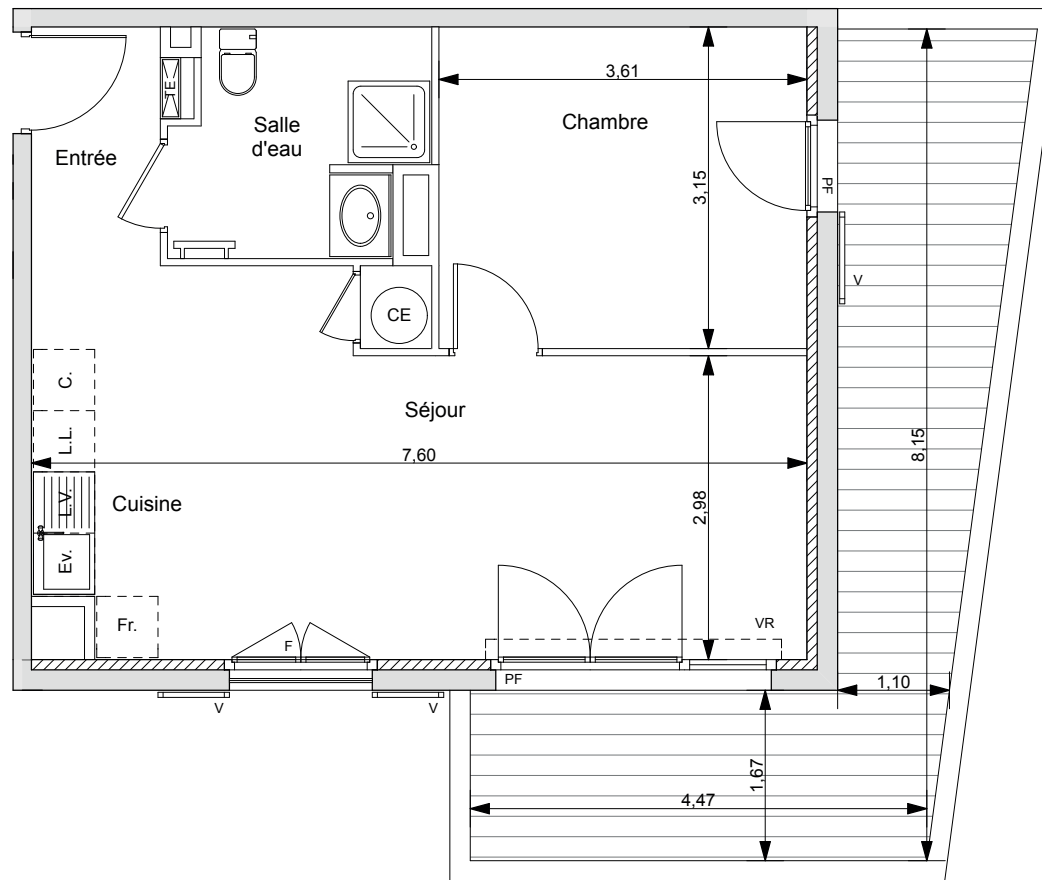 3,61
TE
Salle
d'eau
Chambre
Entrée
3,15
PF
V
CE
C.
Séjour
L.L.
7,60
8,15
L.V.
Cuisine
2,98
Ev.
Fr.
F
VR
PF
1,10
V
V
1,67
4,47